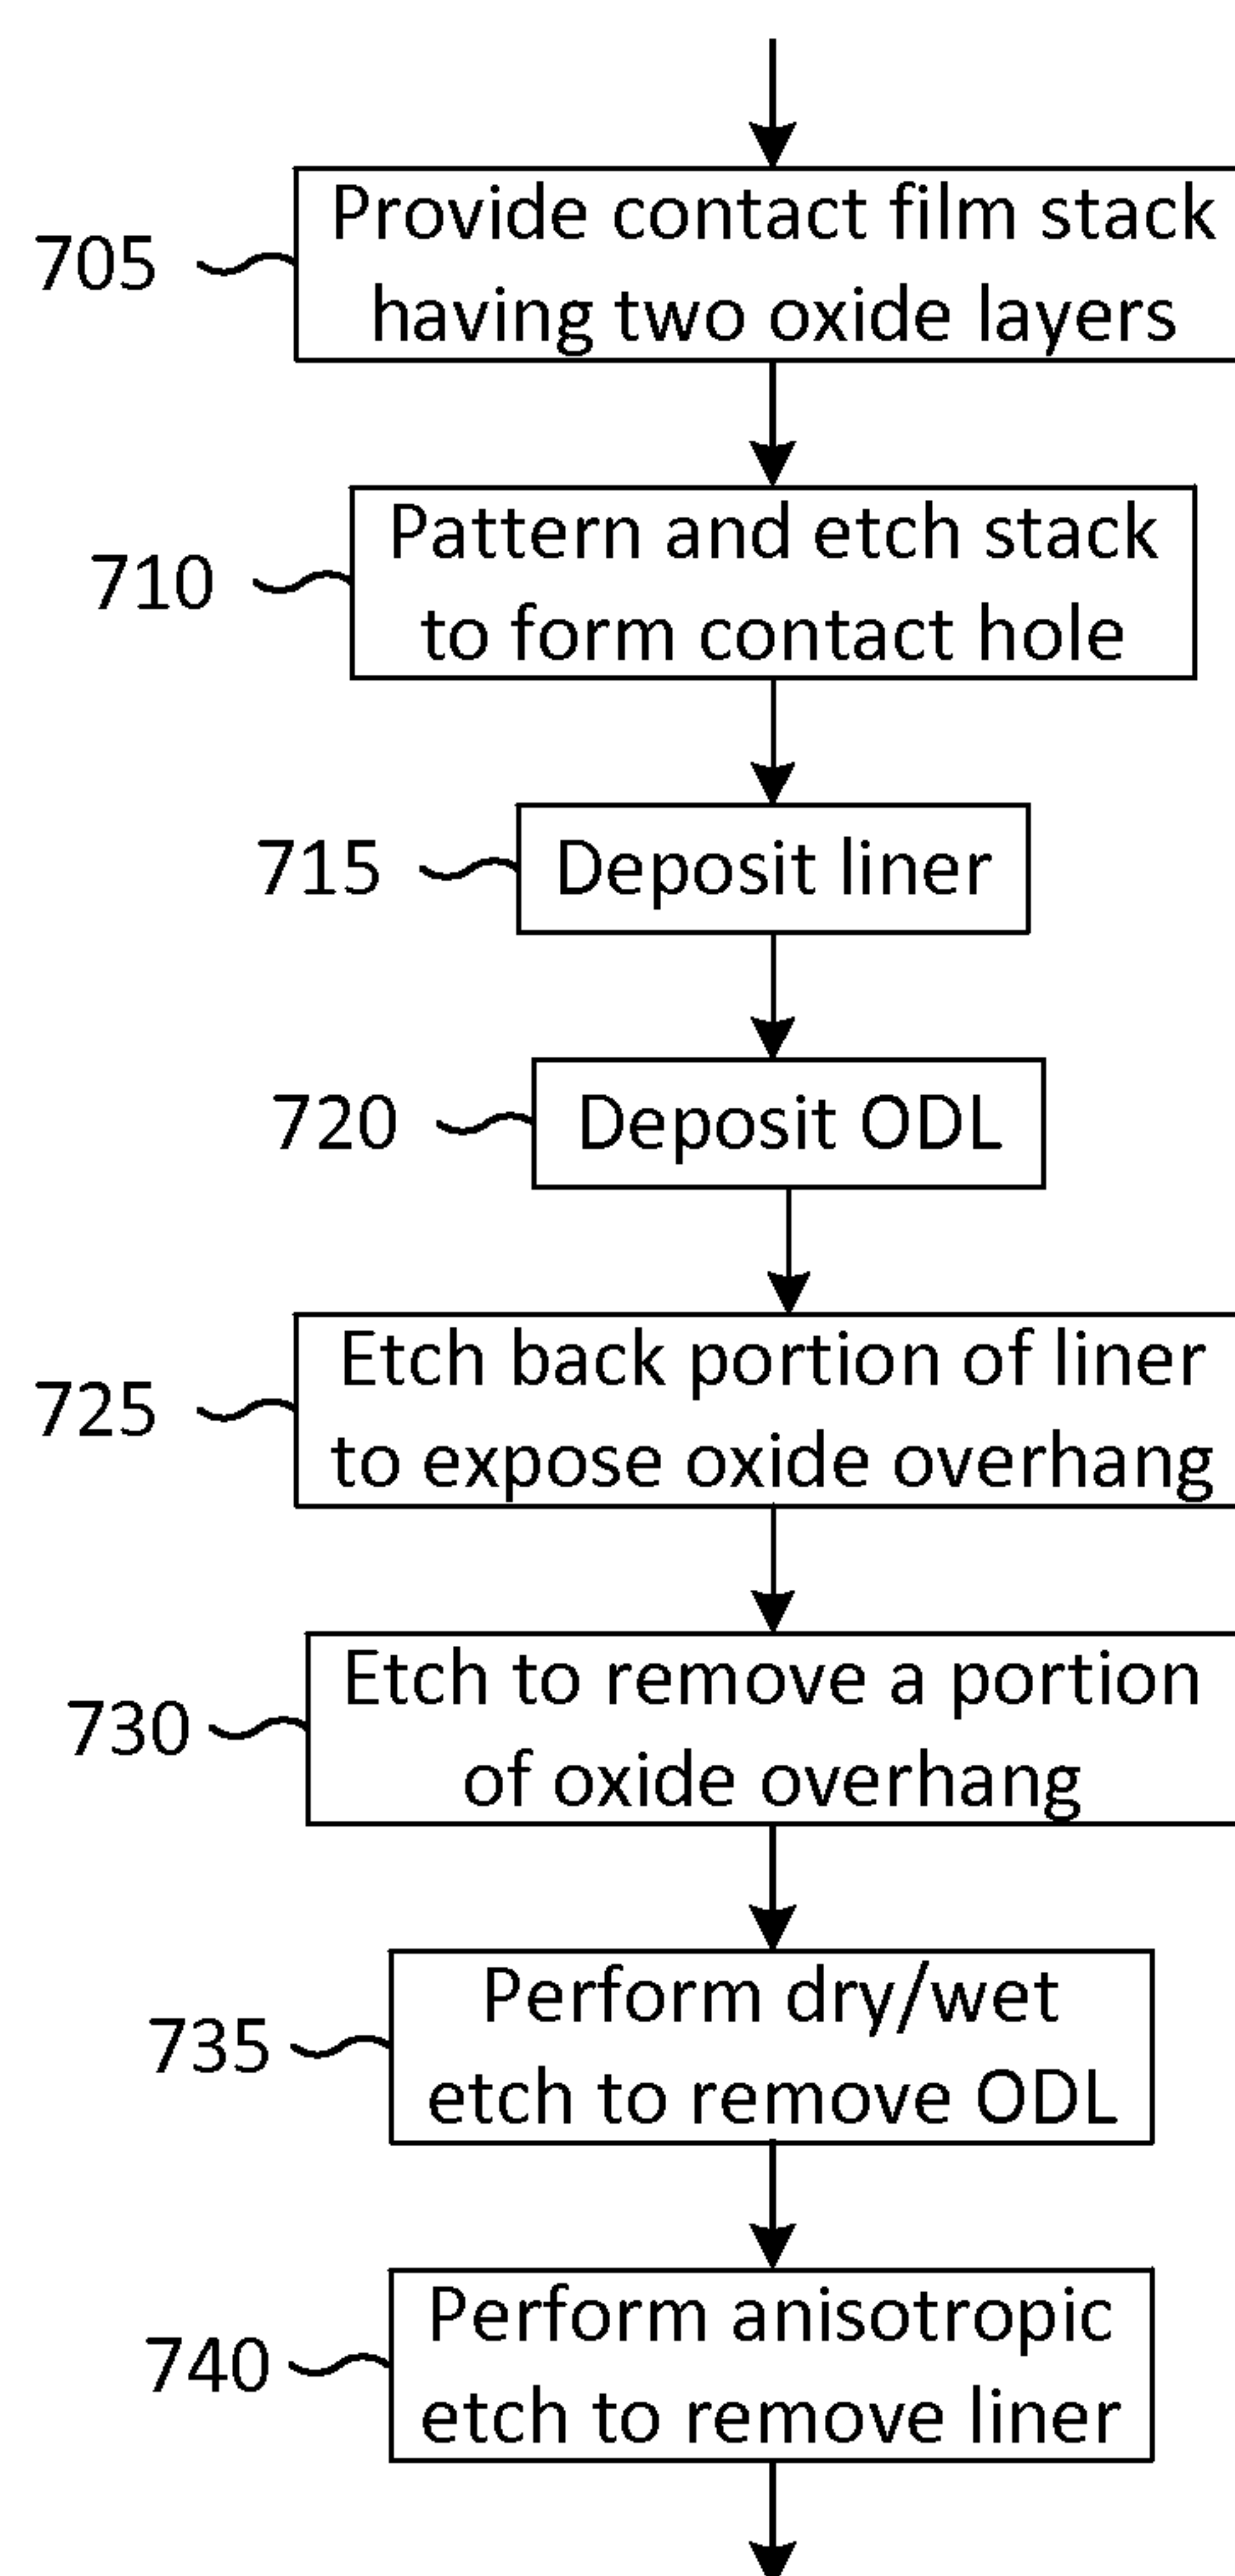 705
Provide contact film stack
having two oxide layers
710
Pattern and etch stack
to form contact hole
715
Deposit liner
720
Deposit ODL
725
Etch back portion of liner
to expose oxide overhang
730
Etch to remove a portion
of oxide overhang
735
Perform dry/wet
etch to remove ODL
740
Perform anisotropic
etch to remove liner